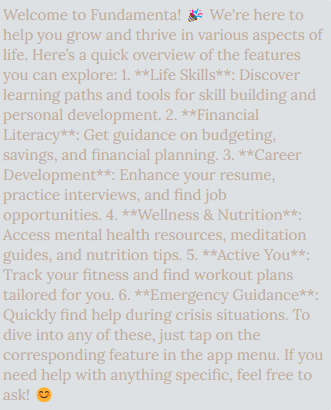 Welcome to Fundamenta! 🎉 We're here to
help you grow and thrive in various aspects of
life. Here's a quick overview of the features
you can explore: 1. **Life Skills**: Discover
learning paths and tools for skill building and
personal development. 2. **Financial
Literacy**: Get guidance on budgeting,
savings, and financial planning. 3. **Career
Development**: Enhance your resume,
practice interviews, and find job
opportunities. 4. **Wellness & Nutrition**:
Access mental health resources, meditation
guides, and nutrition tips. 5. **Active You**:
Track your fitness and find workout plans
tailored for you. 6. **Emergency Guidance**:
Quickly find help during crisis situations. To
dive into any of these, just tap on the
corresponding feature in the app menu. If you
need help with anything specific, feel free to
ask! 😊